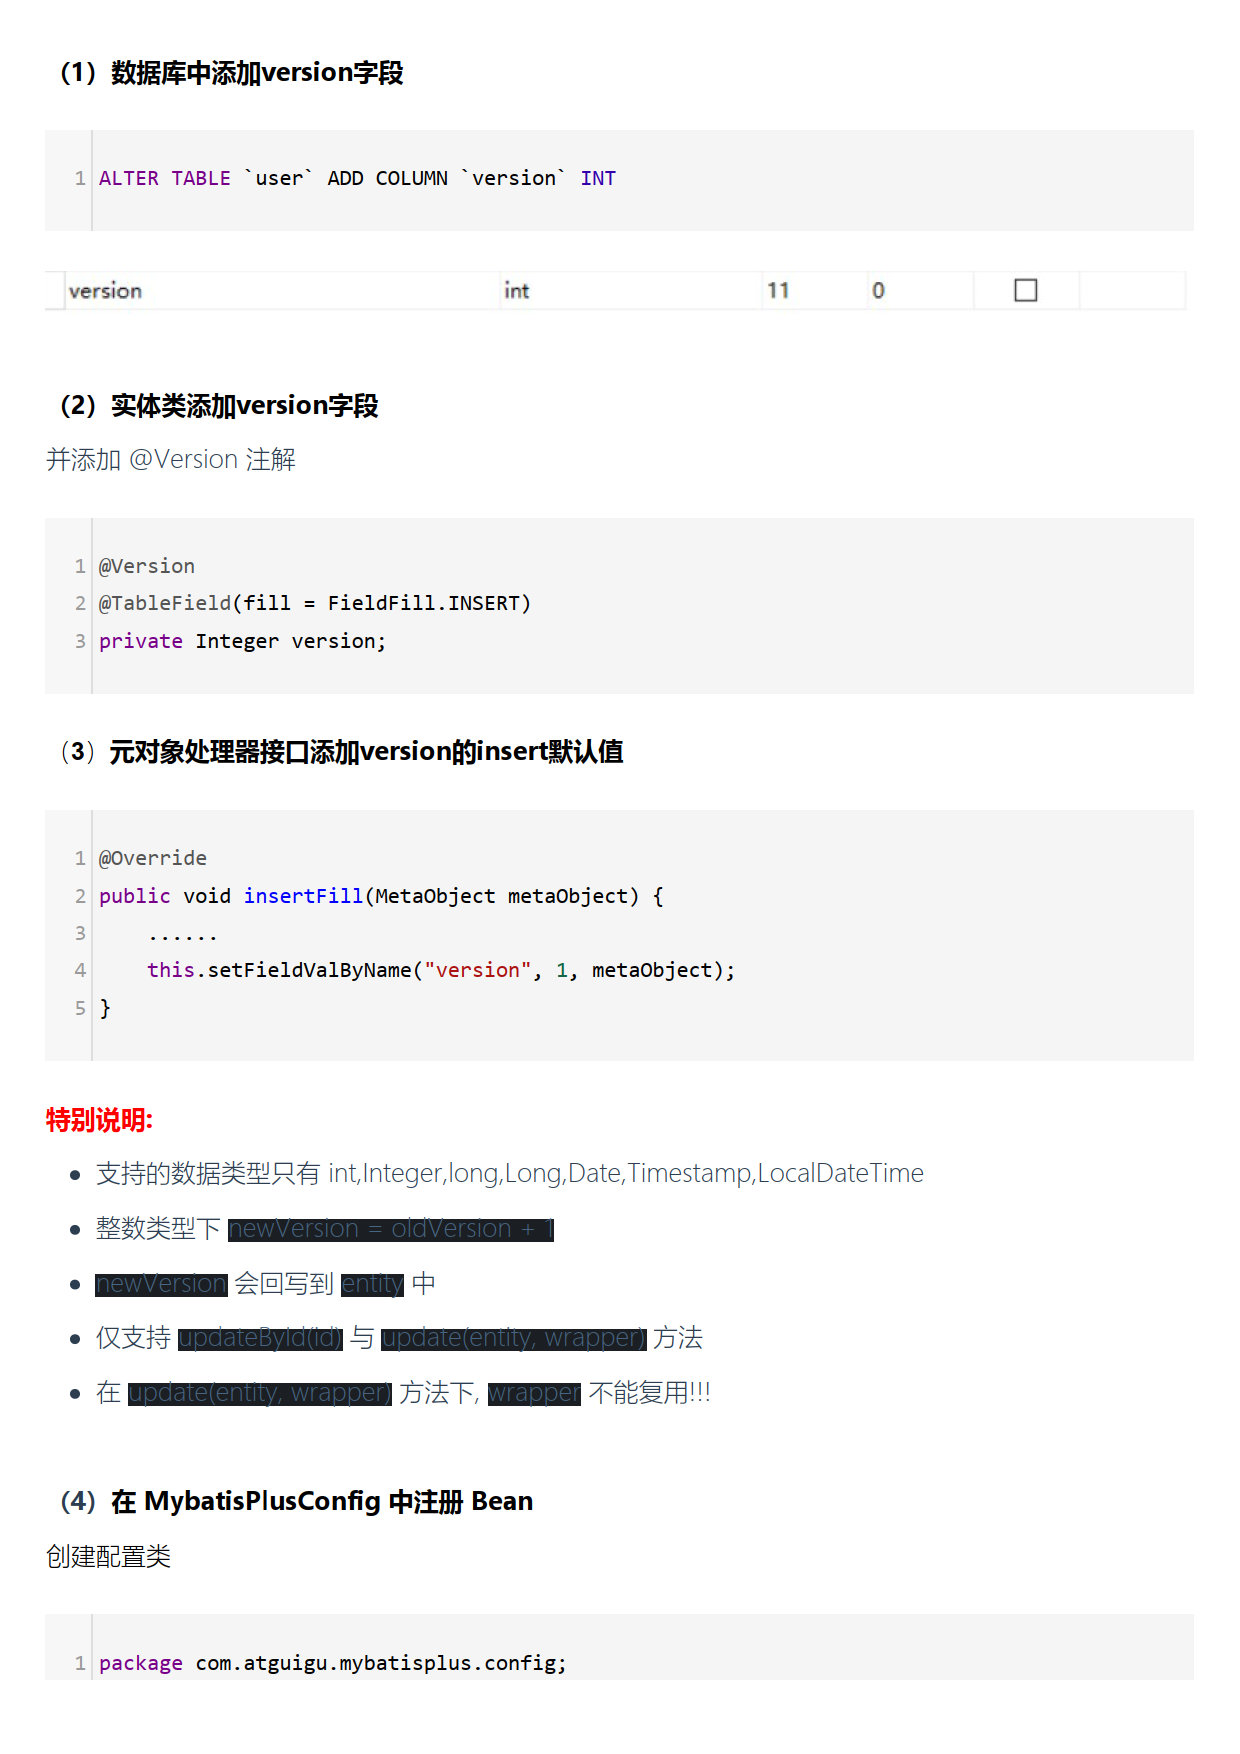 （1）数据库中添加version字段
1 ALTER TABLE `user` ADD COLUMN `version` INT
version int 11 0
（2）实体类添加version字段
并添加 @Version 注解
1 @Version
2 @TableField(fill = FieldFill.INSERT)
3 private Integer version;
（3）元对象处理器接口添加version的insert默认值
1 @Override
2 public void insertFill(MetaObject metaObject) {
3     ......
4     this.setFieldValByName("version", 1, metaObject);
5 }
特别说明:
• 支持的数据类型只有 int,Integer,long,Long,Date,Timestamp,LocalDateTime
• 整数类型下 newVersion = oldVersion + 1
• newVersion 会回写到 entity 中
• 仅支持 updateById(id) 与 update(entity, wrapper) 方法
• 在 update(entity, wrapper) 方法下, wrapper 不能复用!!!
（4）在 MybatisPlusConfig 中注册 Bean
创建配置类
1 package com.atguigu.mybatisplus.config;